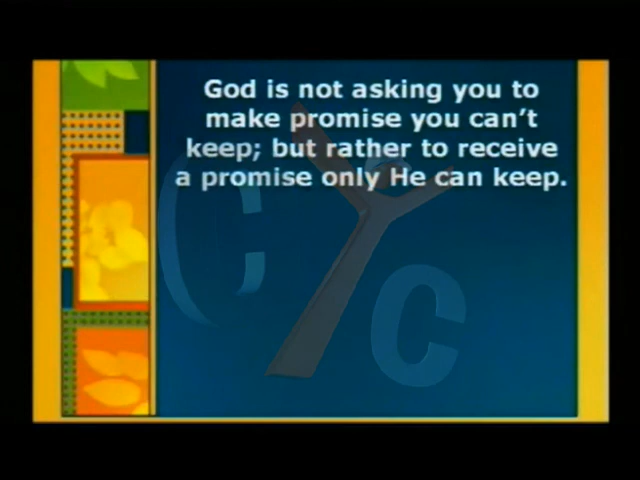 God is not asking you to
make promise you can't
keep; but rather to receive
a promise only He can keep.
C Y C